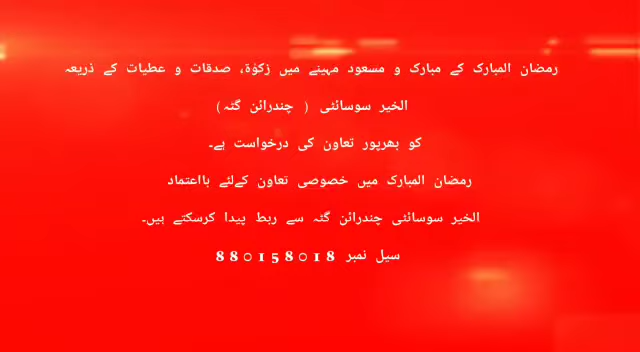 رمضان المبارک کے مبارک و مسعود مہینے میں زکوٰۃ، صدقات و عطیات کے ذریعہ
الخیر سوسائٹی ( چندرائن گٹہ )
کو بھرپور تعاون کی درخواست ہے۔
رمضان المبارک میں خصوصی تعاون کےلئے بااعتماد
الخیر سوسائٹی چندرائن گٹہ سے ربط پیدا کرسکتے ہیں۔
سیل نمبر 880158018